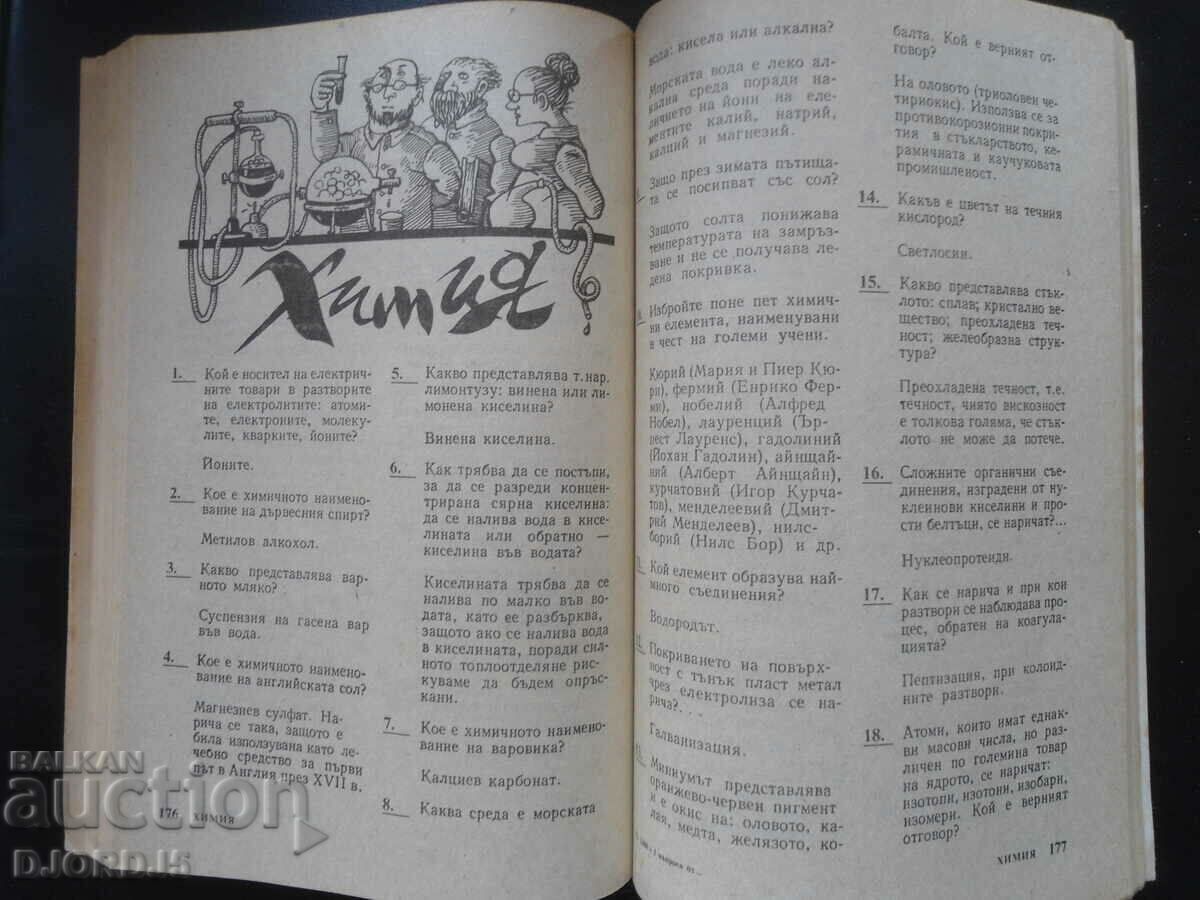 Химия
1. Кой е носител на електрич-
ните товари в разтворите
на електролитите: атоми-
те, електроните, молеку-
лите, кварките, йоните?
Йоните.
2. Кое е химичното наимено-
вание на дървесния спирт?
Метилов алкохол.
3. Какво представлява вар-
ното мляко?
Суспензия на гасена вар
във вода.
4. Кое е химичното наимено-
вание на английската сол?
Магнезиев сулфат. На-
рича се така, защото е
била използувана като ле-
чебно средство за първи
път в Англия през XVII в.
176 ХИМИЯ
5. Какво представлява т. нар.
лимонтузу: винена или ли-
монена киселина?
Винена киселина.
6. Как трябва да се постъпи,
за да се разреди концен-
трирана сярна киселина:
да се налива вода в кисе-
лината или обратно —
киселина във водата?
Киселината трябва да се
налива по малко във во-
дата, като се разбърква,
защото ако се налива вода
в киселината, поради сил-
ното топлоотделяне рис-
куваме да бъдем опръс-
кани.
7. Кое е химичното наимено-
вание на варовика?
Калциев карбонат.
8. Каква среда е морската
вода: кисела или алкална?
Морската вода е леко ал-
кална среда поради на-
личието на йони на еле-
ментите калий, натрий,
калций и магнезий.
Защо през зимата пътища-
та се посипват със сол?
Защото солта понижава
температурата на замръз-
ване и не се получава ле-
дена покривка.
Избройте поне пет химич-
ни елемента, наименувани
в чест на големи учени.
Кюрий (Мария и Пиер Кю-
ри), фермий (Енрико Фер-
ми), нобелий (Алфред
Нобел), лауренций (Ър-
нест Лауренс), гадолиний
(Йохан Гадолин), айнщай-
ний (Алберт Айнщайн),
курчатовий (Игор Курча-
тов), менделеевий (Дмит-
рий Менделеев), нилс-
борий (Нилс Бор) и др.
Кой елемент образува най-
много съединения?
Водородът.
Покриването на повърх-
ност с тънък пласт метал
чрез електролиза се на-
рича?...
Галванизация.
Миниумът представлява
оранжево-червен пигмент
и е окис на: оловото, ка-
лая, медта, желязото, ко-
балта. Кой е верният от-
говор?
На оловото (триоловен че-
тириокис). Използва се за
противокорозионни покри-
тия в стъкларството, ке-
рамичната и каучуковата
промишленост.
14. Какъв е цветът на течния
кислород?
Светлосин.
15. Какво представлява стък-
лото: сплав; кристално ве-
щество; преохладена теч-
ност; желеобразна струк-
тура?
Преохладена течност, т.е.
течност, чиято вискозност
е толкова голяма, че стък-
лото не може да потече.
16. Сложните органични съе-
динения, изградени от ну-
клеинови киселини и про-
сти белтъци, се наричат?...
Нуклеопротеиди.
17. Как се нарича и при кои
разтвори се наблюдава про-
цес, обратен на коагула-
цията?
Пептизация, при колоид-
ните разтвори.
18. Атоми, които имат еднак-
ви масови числа, но раз-
личен по големина товар
на ядрото, се наричат:
изотопи, изотони, изобари,
изомери. Кой е верният
отговор?
ХИМИЯ 177
BALKAN
auction
DJORD.15